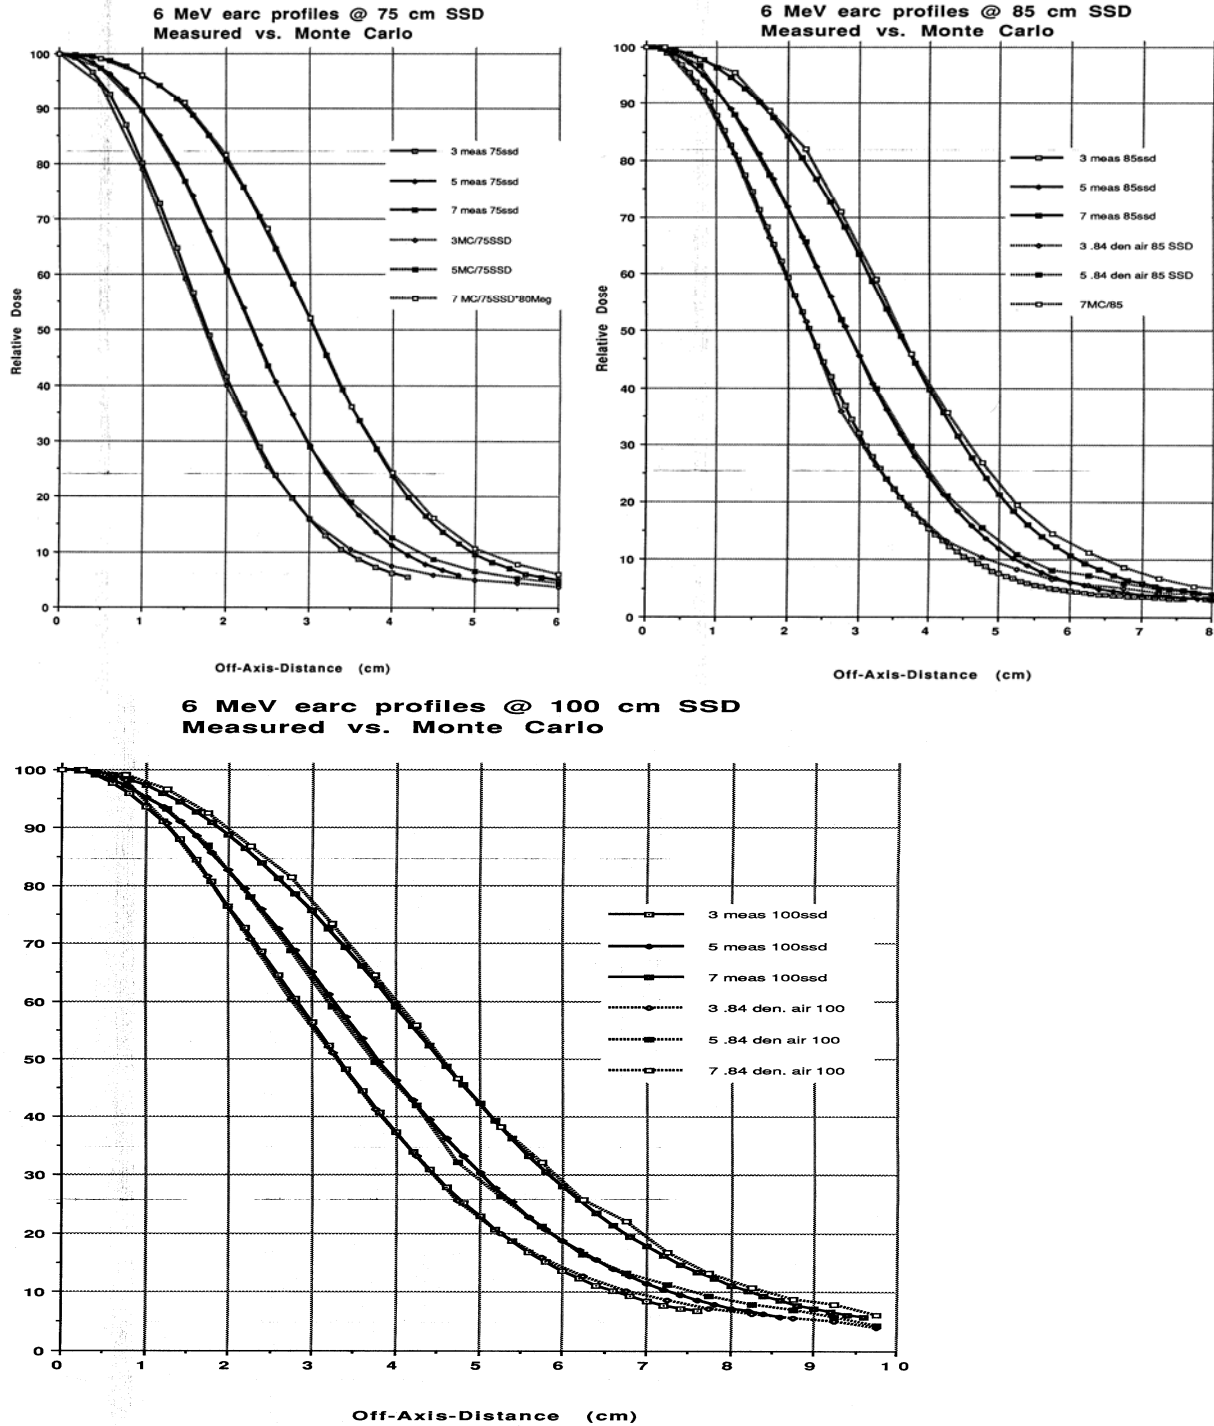 6 MeV earc profiles @ 75 cm SSD
Measured vs. Monte Carlo
100
90
80
70
60
50
40
30
20
10
0
Relative Dose
3 meas 75ssd
5 meas 75ssd
7 meas 75ssd
3MC/75SSD
5MC/75SSD
7 MC/75SSD*80Meg
0 1 2 3 4 5 6
Off-Axis-Distance (cm)
6 MeV earc profiles @ 85 cm SSD
Measured vs. Monte Carlo
100
90
80
70
60
50
40
30
20
10
0
Relative Dose
3 meas 85ssd
5 meas 85ssd
7 meas 85ssd
3 .84 den air 85 SSD
5 .84 den air 85 SSD
7MC/85
0 1 2 3 4 5 6 7 8
Off-Axis-Distance (cm)
6 MeV earc profiles @ 100 cm SSD
Measured vs. Monte Carlo
100
90
80
70
60
50
40
30
20
10
0
3 meas 100ssd
5 meas 100ssd
7 meas 100ssd
3 .84 den. air 100
5 .84 den air 100
7 .84 den. air 100
0 1 2 3 4 5 6 7 8 9 10
Off-Axis-Distance (cm)